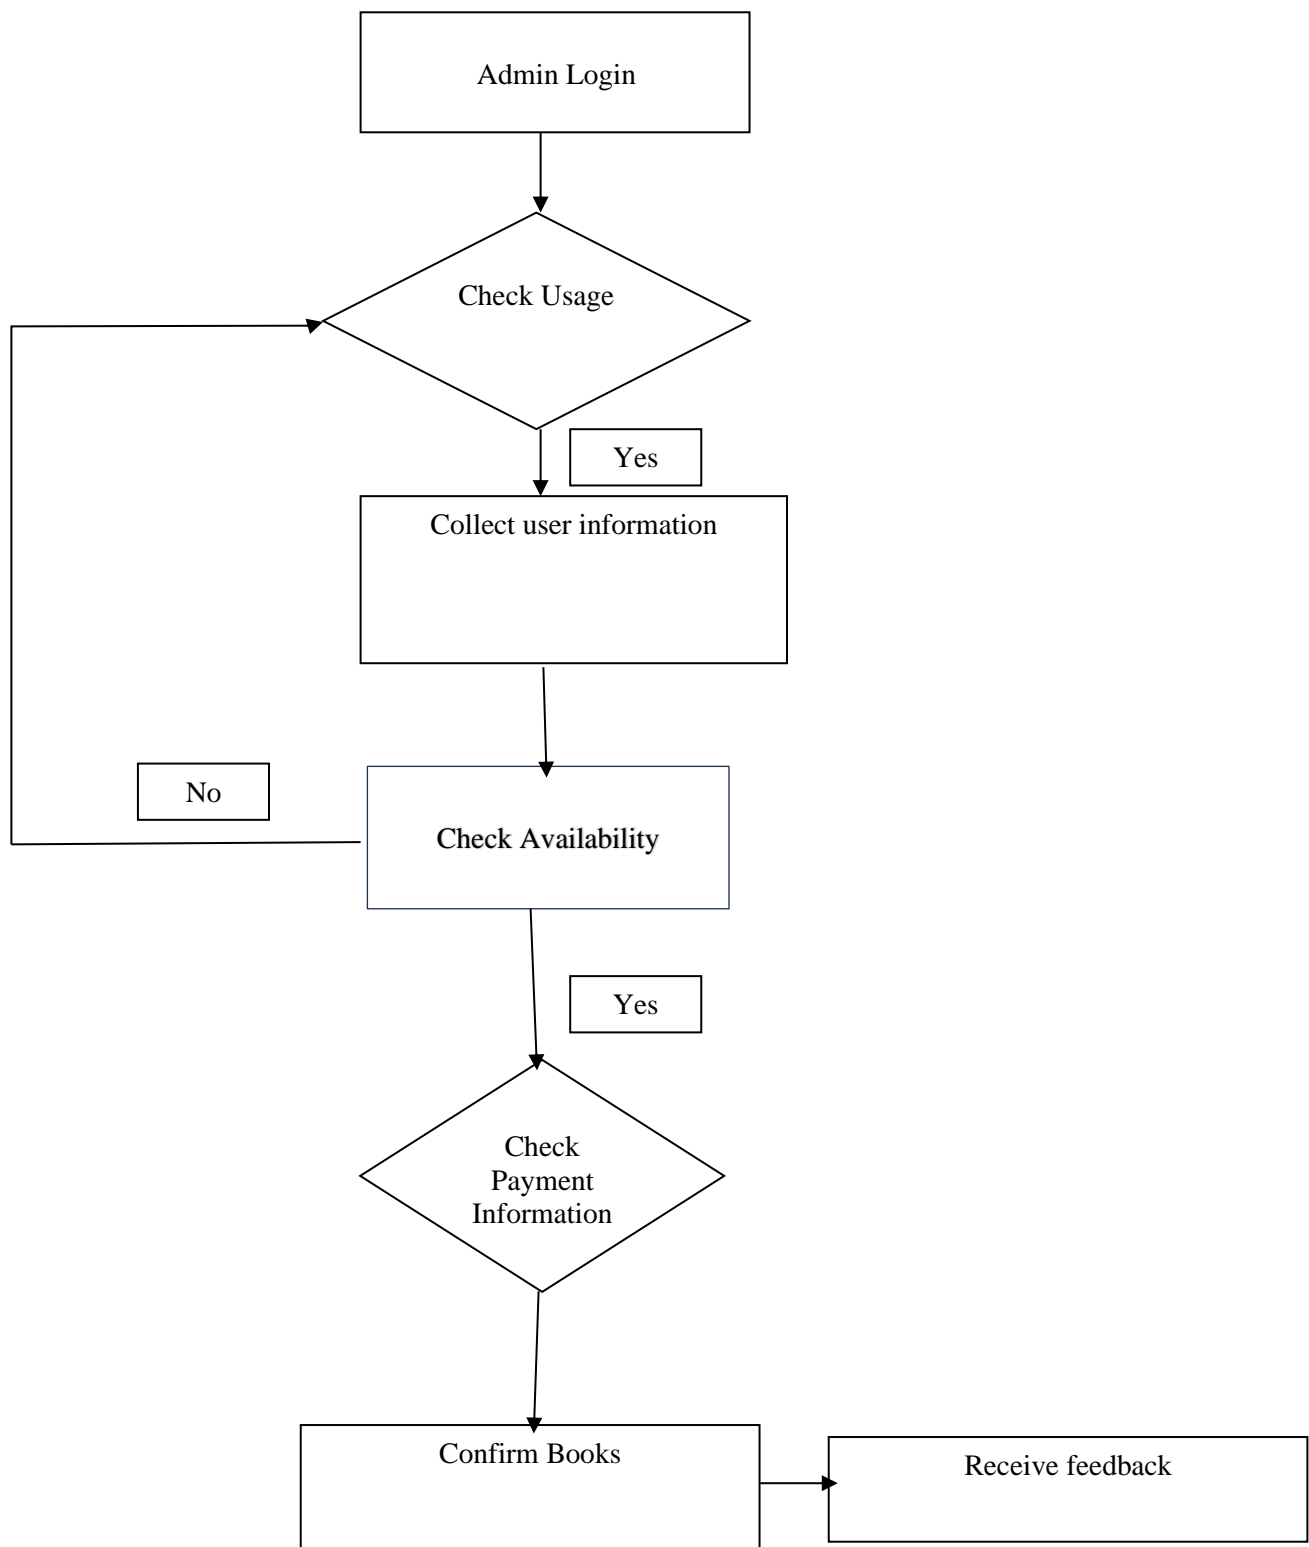 Admin Login
Check Usage
Yes
Collect user information
No
Check Availability
Yes
Check
Payment
Information
Confirm Books
Receive feedback